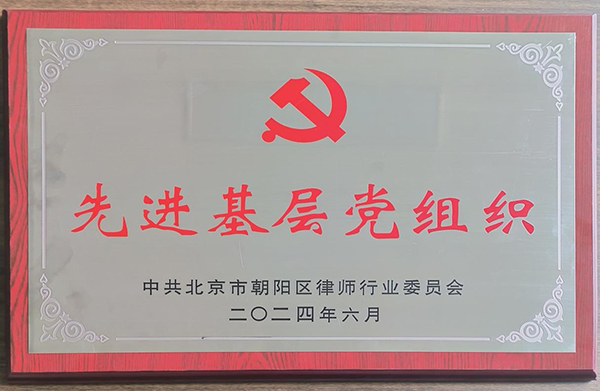 先进基层党组织
中共北京市朝阳区律师行业委员会
二〇二四年六月